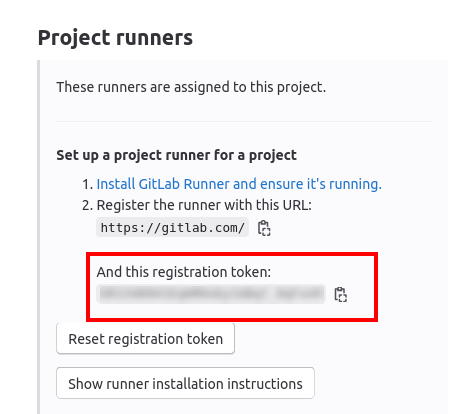 Project runners
These runners are assigned to this project.
Set up a project runner for a project
1. Install GitLab Runner and ensure it's running.
2. Register the runner with this URL:
https://gitlab.com/
And this registration token:
Reset registration token
Show runner installation instructions